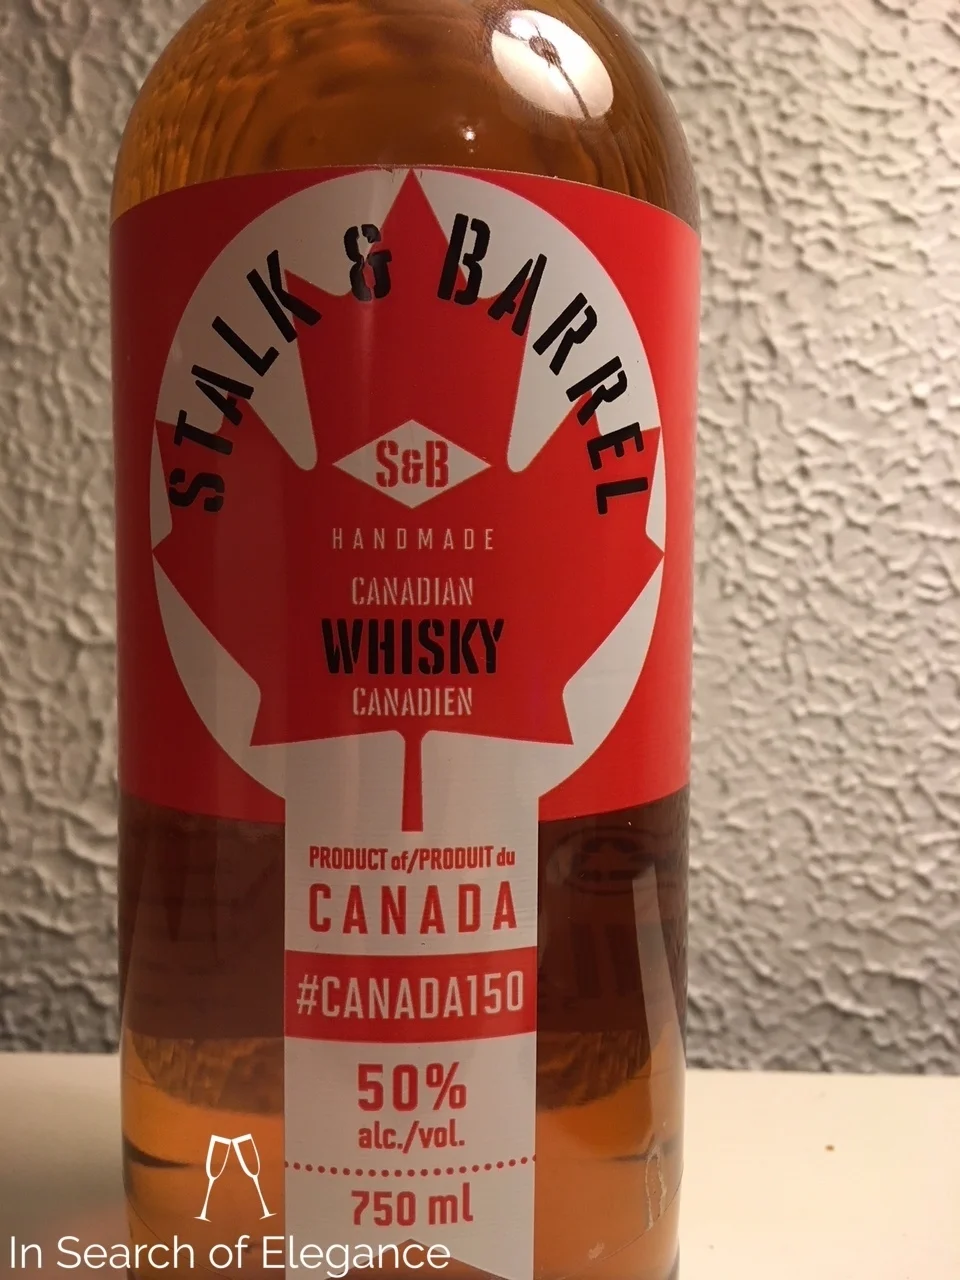 STALK & BARREL
S&B
HANDMADE
CANADIAN
WHISKY
CANADIEN
PRODUCT of/PRODUIT du
CANADA
#CANADA150
50%
alc./vol.
750 ml
In Search of Elegance